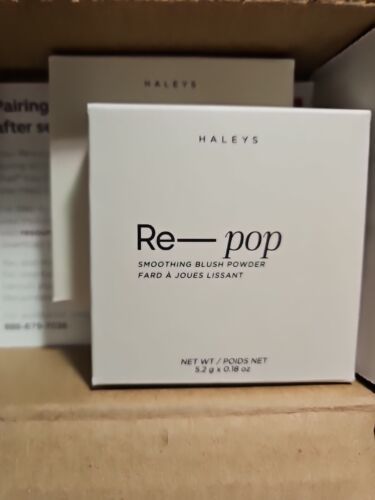 HALEYS
Pairing
after se
HALEYS
Re— pop
SMOOTHING BLUSH POWDER
FARD À JOUES LISSANT
NET WT / POIDS NET
5.2 g x 0.18 oz